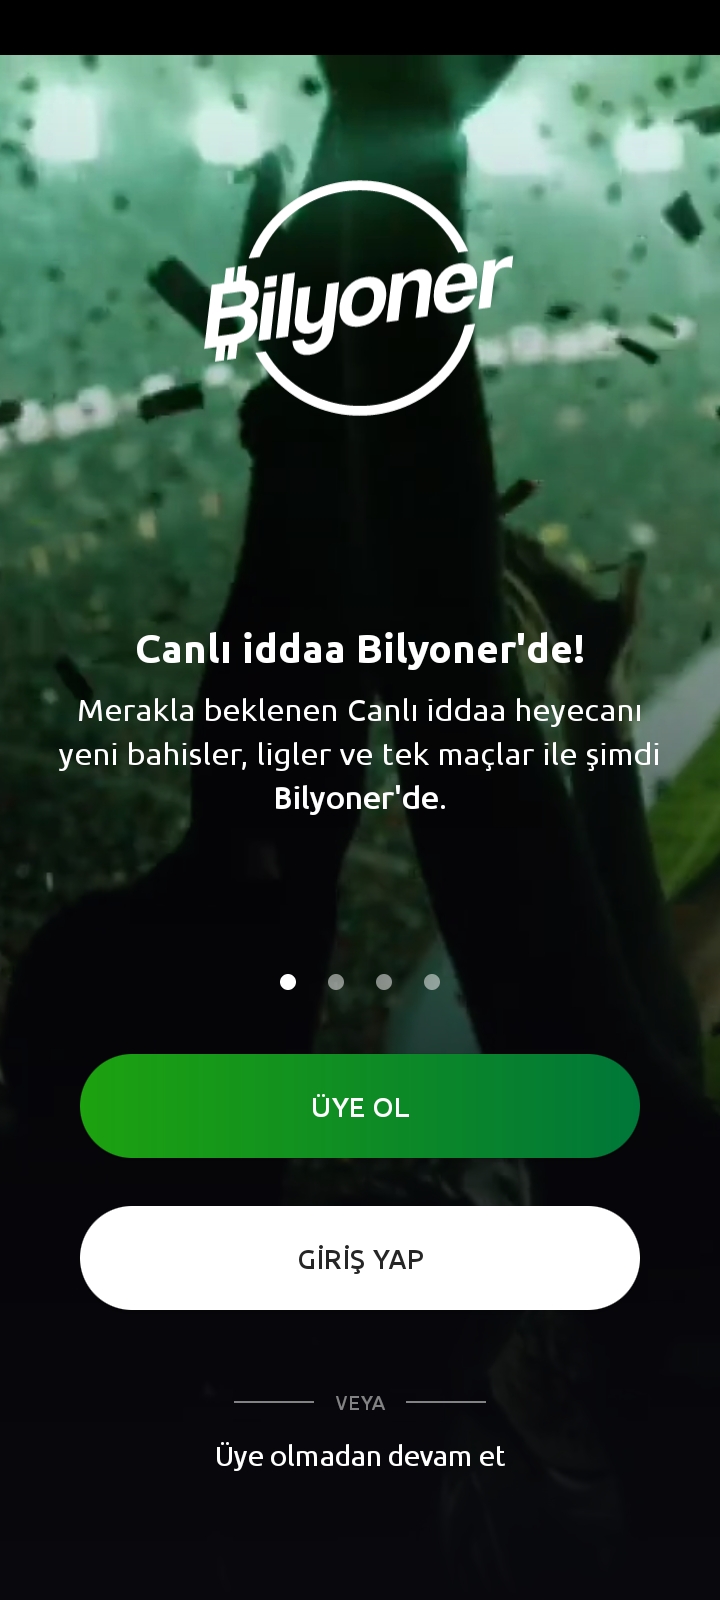 Bilyoner
Canlı iddaa Bilyoner'de!
Merakla beklenen Canlı iddaa heyecanı
yeni bahisler, ligler ve tek maçlar ile şimdi
Bilyoner'de.
ÜYE OL
GİRİŞ YAP
VEYA
Üye olmadan devam et